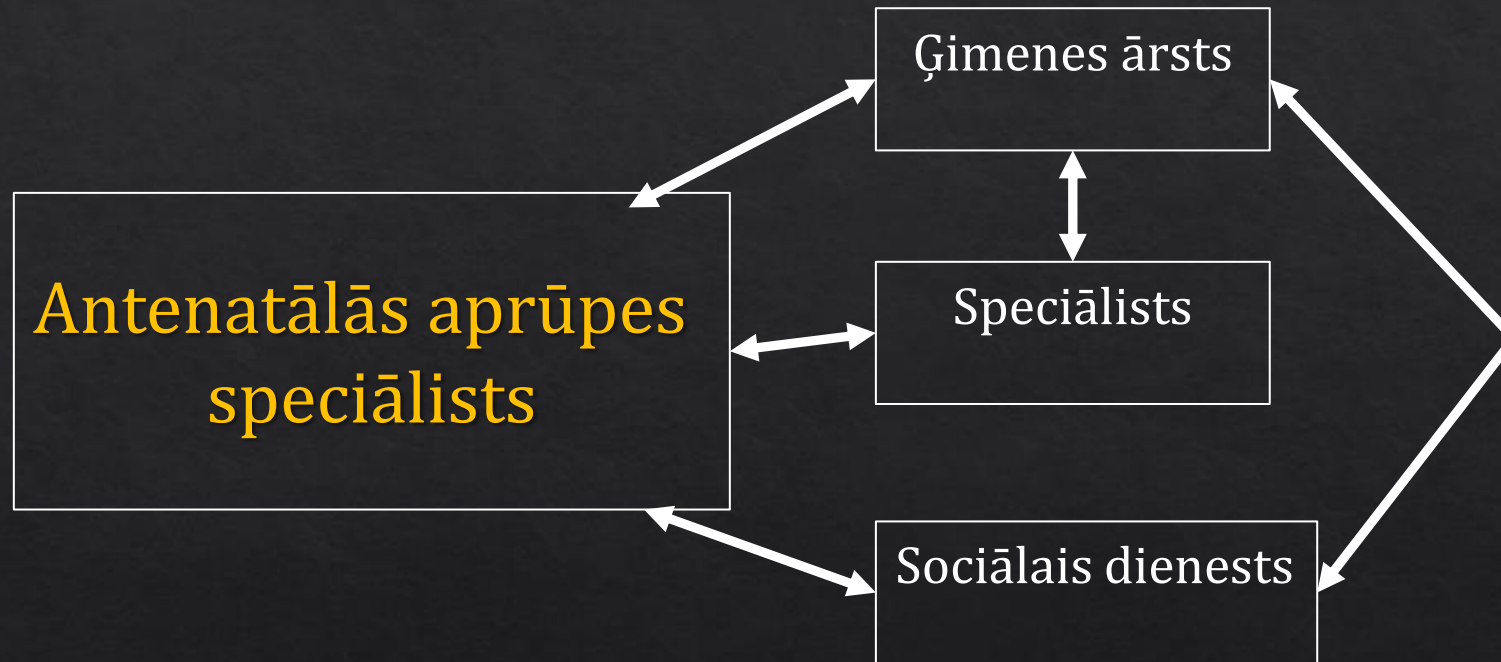 Ģimenes ārsts
Antenatālās aprūpes
speciālists
Speciālists
Sociālais dienests